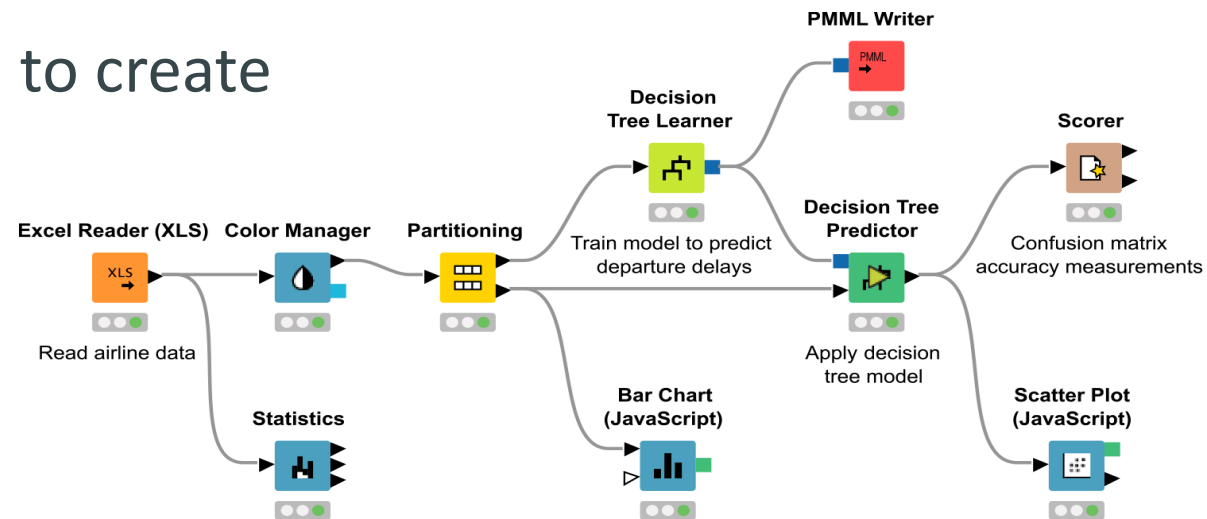 to create
PMML Writer
PMML
Decision
Tree Learner
Scorer
Excel Reader (XLS)
Color Manager
Partitioning
Decision Tree
Predictor
XLS
Train model to predict
departure delays
Confusion matrix
accuracy measurements
Read airline data
Apply decision
tree model
Statistics
Bar Chart
(JavaScript)
Scatter Plot
(JavaScript)